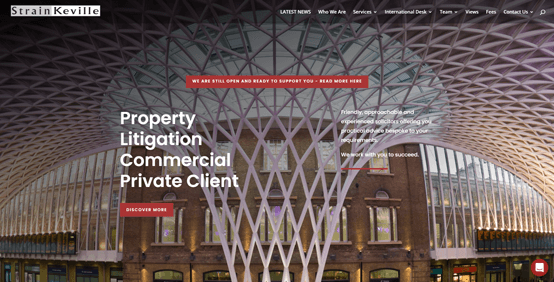 Strain Keville
LATEST NEWS Who We Are Services International Desk Team Views Fees Contact Us
WE ARE STILL OPEN AND READY TO SUPPORT YOU - READ MORE HERE
Property
Litigation
Commercial
Private Client
Friendly, approachable and
experienced solicitors offering you
practical advice bespoke to your
requirements.
We work with you to succeed.
DISCOVER MORE